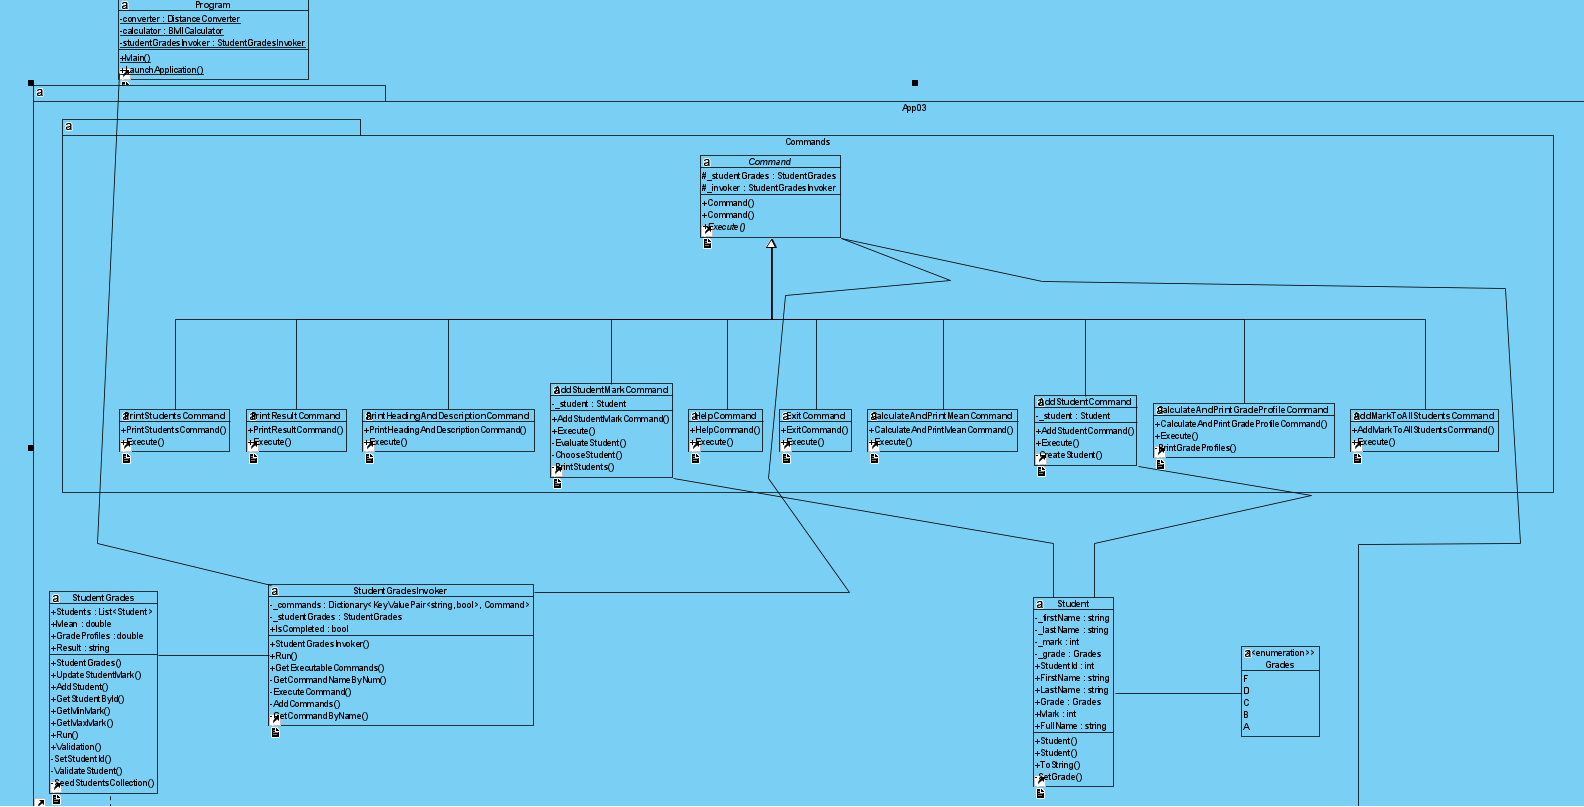 a
Program
-converter : DistanceConverter
-calculator : BMICalculator
-studentGradesInvoker : StudentGradesInvoker
+Main()
+LaunchApplication()
a
App03
a
Commands
a
Command
#_studentGrades : StudentGrades
#_invoker : StudentGradesInvoker
+Command()
+Command()
+Execute()
PrintStudentsCommand
+PrintStudentsCommand()
+Execute()
PrintResultCommand
+PrintResultCommand()
+Execute()
PrintHeadingAndDescriptionCommand
+PrintHeadingAndDescriptionCommand()
+Execute()
AddStudentMarkCommand
-_student : Student
+AddStudentMarkCommand()
+Execute()
-EvaluateStudent()
-ChooseStudent()
-PrintStudents()
HelpCommand
+HelpCommand()
+Execute()
ExitCommand
+ExitCommand()
+Execute()
CalculateAndPrintMeanCommand
+CalculateAndPrintMeanCommand()
+Execute()
AddStudentCommand
-_student : Student
+AddStudentCommand()
+Execute()
-CreateStudent()
CalculateAndPrintGradeProfileCommand
+CalculateAndPrintGradeProfileCommand()
+Execute()
-PrintGradeProfiles()
AddMarkToAllStudentsCommand
+AddMarkToAllStudentsCommand()
+Execute()
a
StudentGrades
+Students : List<Student>
+Mean : double
+GradeProfiles : double
+Result : string
+StudentGrades()
+UpdateStudentMark()
+AddStudent()
+GetStudentById()
+GetMinMark()
+GetMaxMark()
+Run()
+Validation()
-SetStudentId()
-ValidateStudent()
-SeedStudentsCollection()
a
StudentGradesInvoker
-_commands : Dictionary<KeyValuePair<string, bool>, Command>
-_studentGrades : StudentGrades
+IsCompleted : bool
+StudentGradesInvoker()
+Run()
+GetExecutableCommands()
-GetCommandNameByNum()
-ExecuteCommand()
-AddCommands()
-GetCommandByName()
a
Student
-_firstName : string
-_lastName : string
-_mark : int
-_grade : Grades
+StudentId : int
+FirstName : string
+LastName : string
+Grade : Grades
+Mark : int
+FullName : string
+Student()
+Student()
+ToString()
-SetGrade()
a
<enumeration>>
Grades
F
D
C
B
A